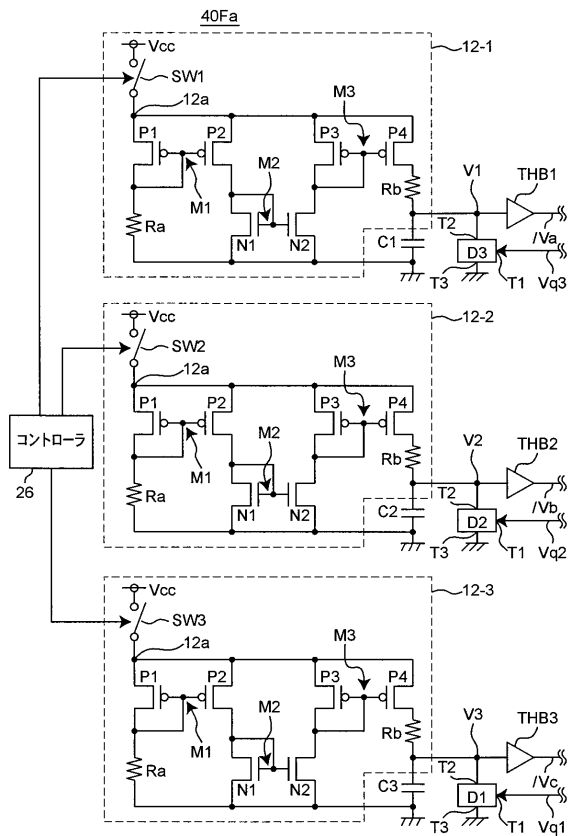 40Fa
12-1
Vcc
SW1
12a
P1 P2 M3 P3 P4
M1 M2 Rb
Ra N1 N2 C1
V1 THB1
T2 /Va
D3
T3 T1 Vq3
12-2
Vcc
SW2
12a
P1 P2 M3 P3 P4
M1 M2 Rb
Ra N1 N2 C2
V2 THB2
T2 /Vb
D2
T3 T1 Vq2
コントローラ
26
12-3
Vcc
SW3
12a
P1 P2 M3 P3 P4
M1 M2 Rb
Ra N1 N2 C3
V3 THB3
T2 /Vc
D1
T3 T1 Vq1